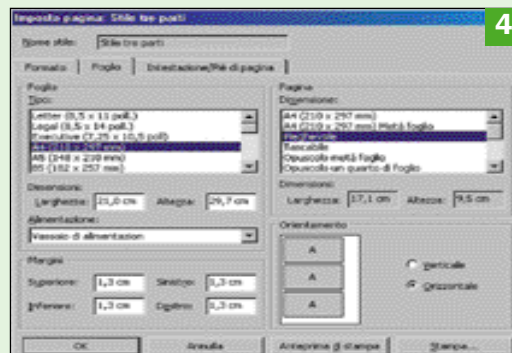 Imposta pagina: Stile tre parti
4
Nome stile: Stile tre parti
Formato Foglio Intestazione/Piè di pagina
Foglio
Tipo:
Letter (8,5 x 11 poll.)
Legal (8,5 x 14 poll.)
Executive (7,25 x 10,5 poll)
A4 (210 x 297 mm)
A5 (148 x 210 mm)
B5 (182 x 257 mm)
Dimensioni:
Larghezza: 21,0 cm Altezza: 29,7 cm
Alimentazione:
Vassoio di alimentazion
Margini
Superiore: 1,3 cm Sinistro: 1,3 cm
Inferiore: 1,3 cm Destro: 1,3 cm
Pagina
Dimensione:
A4 (210 x 297 mm)
A4 (210 x 297 mm) Metà foglio
Pieghevole
Tascabile
Opuscolo-metà foglio
Opuscolo-un quarto di foglio
Dimensioni:
Larghezza: 17,1 cm Altezza: 9,5 cm
Orientamento
A
A
A
Verticale
Orizzontale
OK Annulla Anteprima di stampa Stampa...